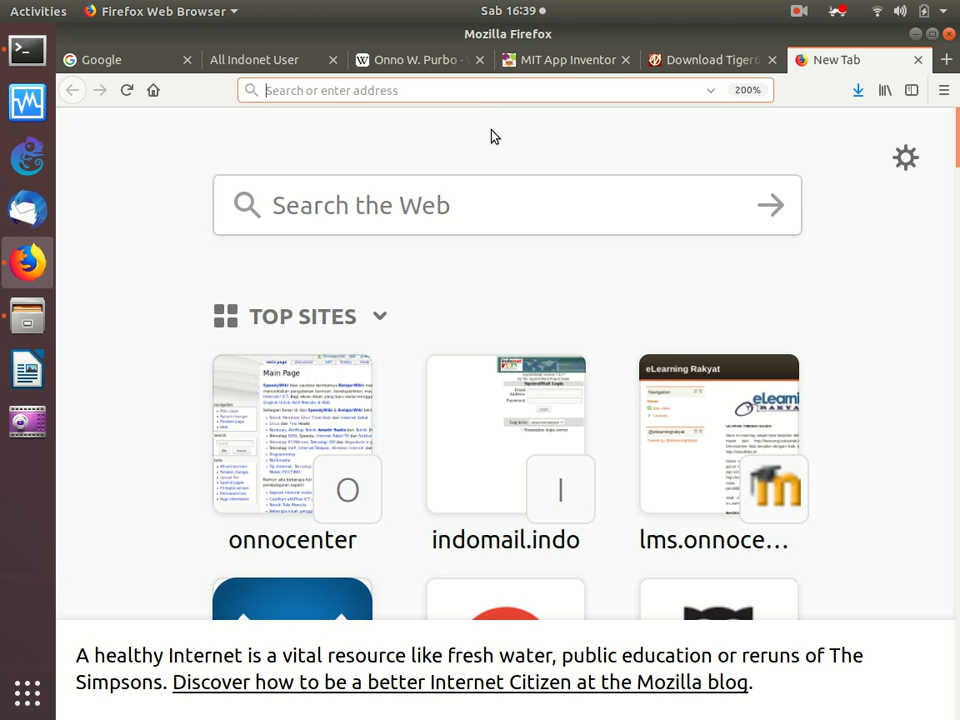 Activities
Firefox Web Browser
Sab 16:39
Mozilla Firefox
Google
All Indonet User
Onno W. Purbo -
MIT App Inventor
Download Tiger
New Tab
Search or enter address
200%
Search the Web
TOP SITES
Main Page
eLearning Rakyat
Navigation
O
I
onnocenter
indomail.indo
lms.onnoce…
A healthy Internet is a vital resource like fresh water, public education or reruns of The
Simpsons. Discover how to be a better Internet Citizen at the Mozilla blog.